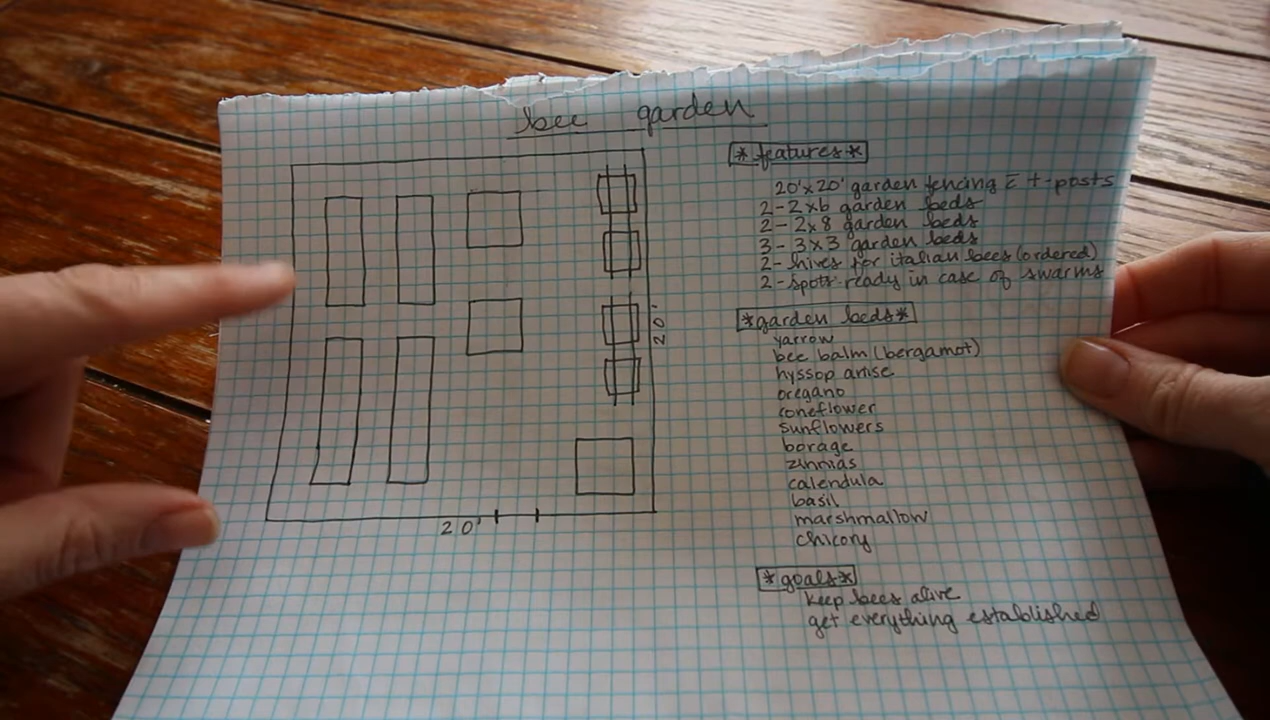 bee garden
*features*
20'x20' garden fencing c̄ t-posts
2-2x6 garden beds
2-2x8 garden beds
3-3x3 garden beds
2-hives for italian bees (ordered)
2-spots ready in case of swarms
*garden beds*
yarrow
bee balm (bergamot)
hyssop anise
oregano
coneflower
sunflowers
borage
zinnias
calendula
basil
marshmallow
chicory
*goals*
keep bees alive
get everything established
20'
20'